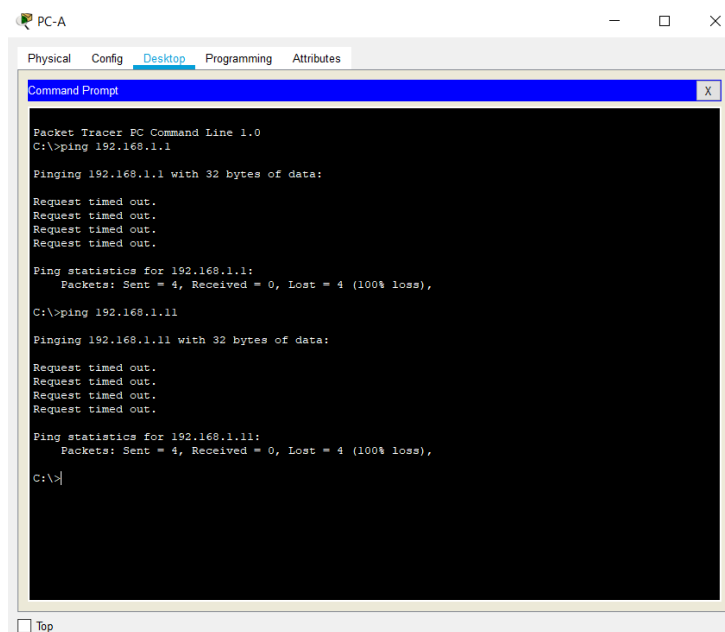 PC-A
Physical Config Desktop Programming Attributes
Command Prompt
X
Packet Tracer PC Command Line 1.0
C:\>ping 192.168.1.1
Pinging 192.168.1.1 with 32 bytes of data:
Request timed out.
Request timed out.
Request timed out.
Request timed out.
Ping statistics for 192.168.1.1:
Packets: Sent = 4, Received = 0, Lost = 4 (100% loss),
C:\>ping 192.168.1.11
Pinging 192.168.1.11 with 32 bytes of data:
Request timed out.
Request timed out.
Request timed out.
Request timed out.
Ping statistics for 192.168.1.11:
Packets: Sent = 4, Received = 0, Lost = 4 (100% loss),
C:\>
Top